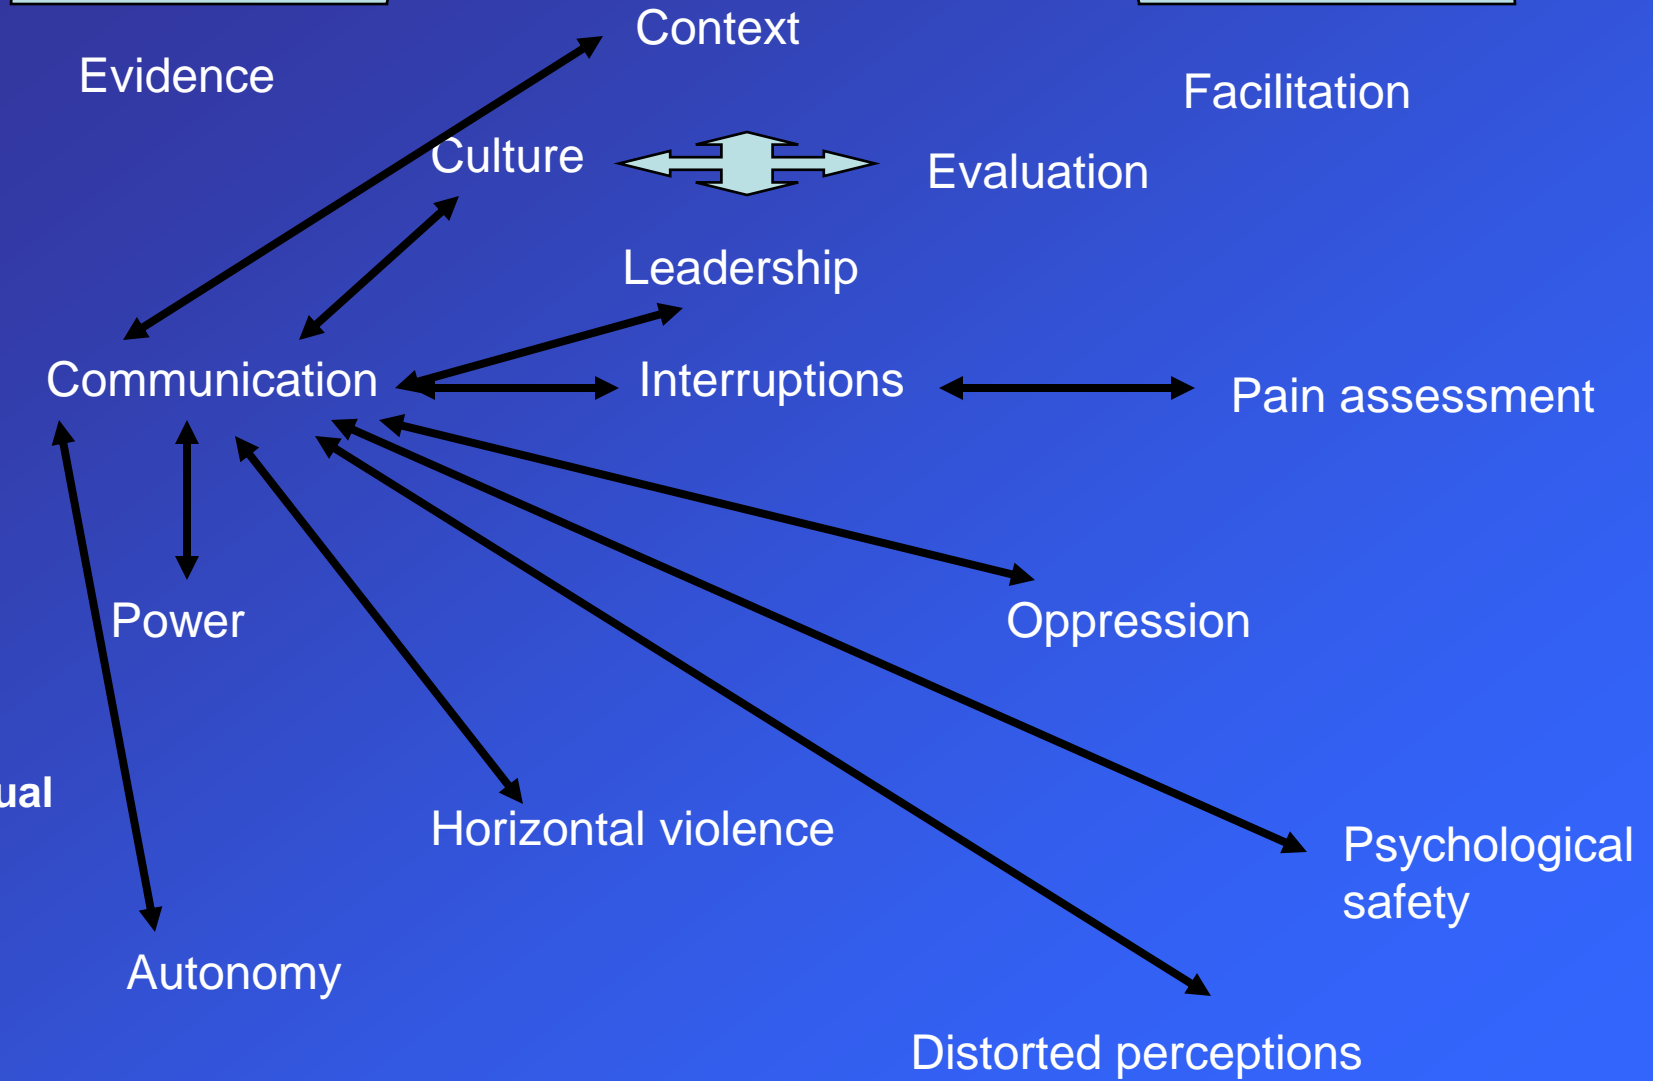 Context
Evidence
Facilitation
Culture
Evaluation
Leadership
Communication
Interruptions
Pain assessment
Power
Oppression
ual
Horizontal violence
Psychological
safety
Autonomy
Distorted perceptions